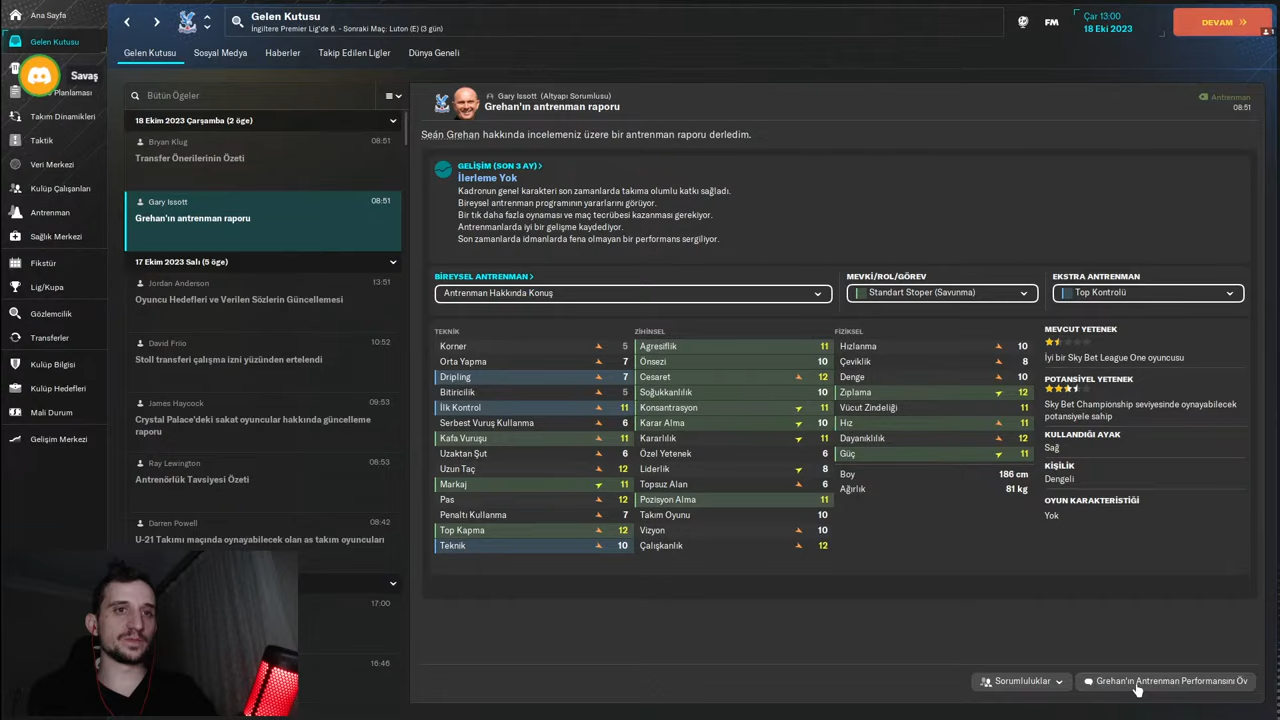 Ana Sayfa
Gelen Kutusu
Savaş
Planlaması
Takım Dinamikleri
Taktik
Veri Merkezi
Kulüp Çalışanları
Antrenman
Sağlık Merkezi
Fikstür
Lig/Kupa
Gözlemcilik
Transferler
Kulüp Bilgisi
Kulüp Hedefleri
Mali Durum
Gelişim Merkezi
Gelen Kutusu
İngiltere Premier Lig'de 6. - Sonraki Maç: Luton (E) (3 gün)
FM
Çar 13:00
18 Eki 2023
DEVAM
1
Gelen Kutusu
Sosyal Medya
Haberler
Takip Edilen Ligler
Dünya Geneli
Bütün Ögeler
18 Ekim 2023 Çarşamba (2 öge)
Bryan Klug 08:51
Transfer Önerilerinin Özeti
Gary Issott 08:51
Grehan'ın antrenman raporu
17 Ekim 2023 Salı (5 öge)
Jordan Anderson 13:51
Oyuncu Hedefleri ve Verilen Sözlerin Güncellemesi
David Friio 10:52
Stoll transferi çalışma izni yüzünden ertelendi
James Haycock 09:53
Crystal Palace'deki sakat oyuncular hakkında güncelleme
raporu
Ray Lewington 08:53
Antrenörlük Tavsiyesi Özeti
Darren Powell 08:42
U-21 Takımı maçında oynayabilecek olan as takım oyuncuları
17:00
16:46
Gary Issott (Altyapı Sorumlusu)
Grehan'ın antrenman raporu
Antrenman
08:51
Seán Grehan hakkında incelemeniz üzere bir antrenman raporu derledim.
GELİŞİM (SON 3 AY)
İlerleme Yok
Kadronun genel karakteri son zamanlarda takıma olumlu katkı sağladı.
Bireysel antrenman programının yararlarını görüyor.
Bir tık daha fazla oynaması ve maç tecrübesi kazanması gerekiyor.
Antrenmanlarda iyi bir gelişme kaydediyor.
Son zamanlarda idmanlarda fena olmayan bir performans sergiliyor.
BİREYSEL ANTRENMAN
Antrenman Hakkında Konuş
MEVKİ/ROL/GÖREV
Standart Stoper (Savunma)
EKSTRA ANTRENMAN
Top Kontrolü
TEKNİK
Korner 5
Orta Yapma 7
Dripling 7
Bitiricilik 5
İlk Kontrol 11
Serbest Vuruş Kullanma 6
Kafa Vuruşu 11
Uzaktan Şut 6
Uzun Taç 12
Markaj 11
Pas 12
Penaltı Kullanma 7
Top Kapma 12
Teknik 10
ZİHİNSEL
Agresiflik 11
Önsezi 10
Cesaret 12
Soğukkanlılık 10
Konsantrasyon 11
Karar Alma 10
Kararlılık 11
Özel Yetenek 6
Liderlik 8
Topsuz Alan 6
Pozisyon Alma 11
Takım Oyunu 10
Vizyon 10
Çalışkanlık 12
FİZİKSEL
Hızlanma 10
Çeviklik 8
Denge 10
Zıplama 12
Vücut Zindeliği 11
Hız 11
Dayanıklılık 12
Güç 11
Boy 186 cm
Ağırlık 81 kg
MEVCUT YETENEK
İyi bir Sky Bet League One oyuncusu
POTANSİYEL YETENEK
Sky Bet Championship seviyesinde oynayabilecek
potansiyele sahip
KULLANDIĞI AYAK
Sağ
KİŞİLİK
Dengeli
OYUN KARAKTERİSTİĞİ
Yok
Sorumluluklar
Grehan'ın Antrenman Performansını Öv